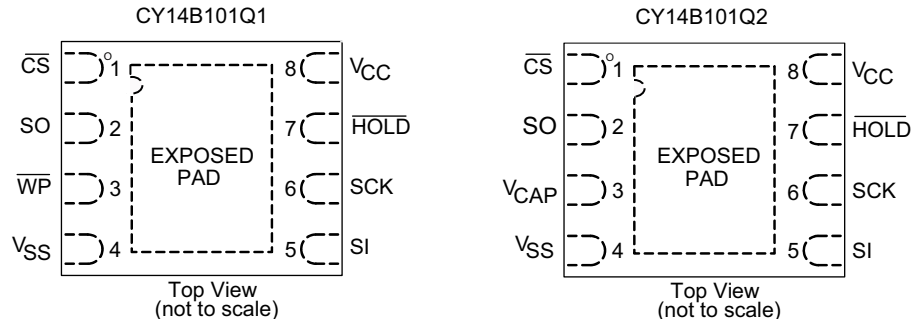 CY14B101Q1
CS 1 8 VCC
SO 2 7 HOLD
WP 3 6 SCK
VSS 4 5 SI
EXPOSED
PAD
Top View
(not to scale)
CY14B101Q2
CS 1 8 VCC
SO 2 7 HOLD
VCAP 3 6 SCK
VSS 4 5 SI
EXPOSED
PAD
Top View
(not to scale)